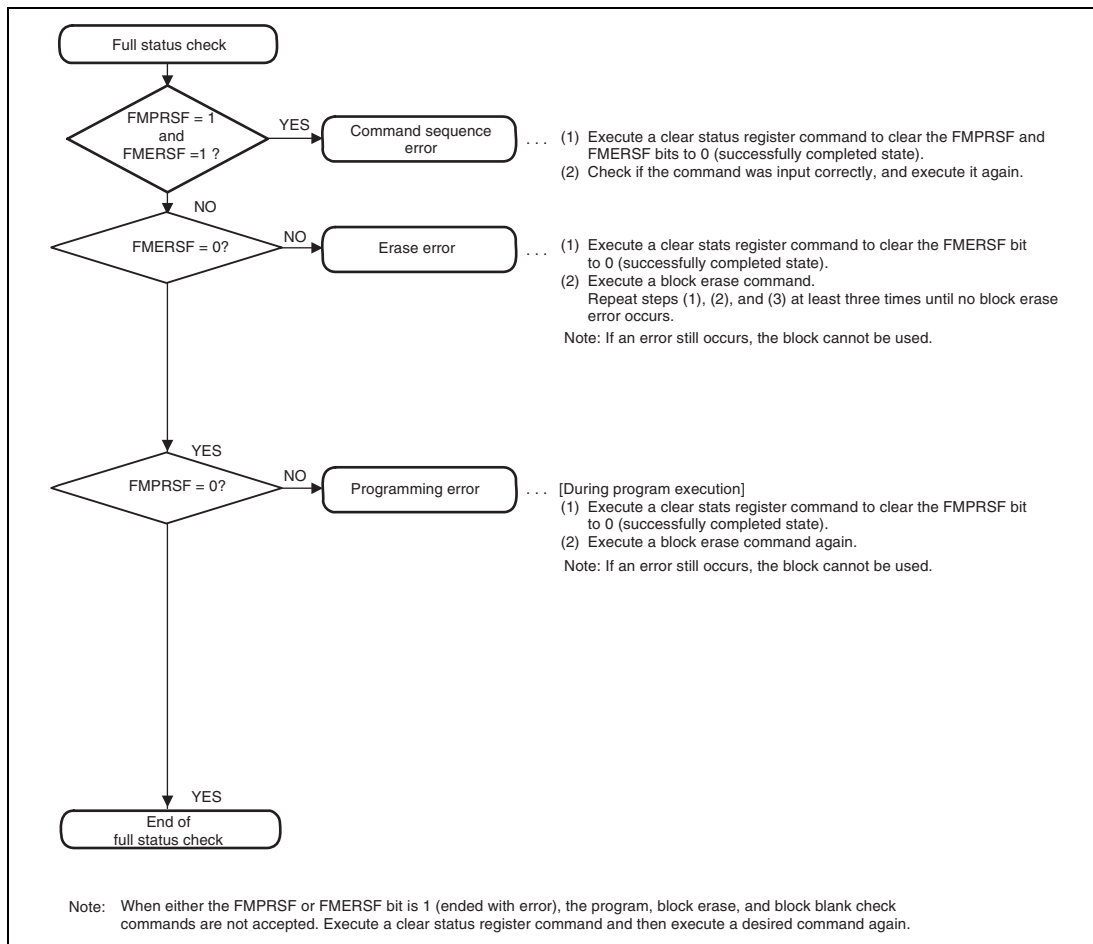 Full status check
FMPRSF = 1
and
FMERSF =1 ?
YES
Command sequence
error
. . .
(1) Execute a clear status register command to clear the FMPRSF and
FMERSF bits to 0 (successfully completed state).
(2) Check if the command was input correctly, and execute it again.
NO
FMERSF = 0?
NO
Erase error
. . .
(1) Execute a clear stats register command to clear the FMERSF bit
to 0 (successfully completed state).
(2) Execute a block erase command.
Repeat steps (1), (2), and (3) at least three times until no block erase
error occurs.
Note: If an error still occurs, the block cannot be used.
YES
FMPRSF = 0?
NO
Programming error
. . .
[During program execution]
(1) Execute a clear stats register command to clear the FMPRSF bit
to 0 (successfully completed state).
(2) Execute a block erase command again.
Note: If an error still occurs, the block cannot be used.
YES
End of
full status check
Note: When either the FMPRSF or FMERSF bit is 1 (ended with error), the program, block erase, and block blank check
commands are not accepted. Execute a clear status register command and then execute a desired command again.